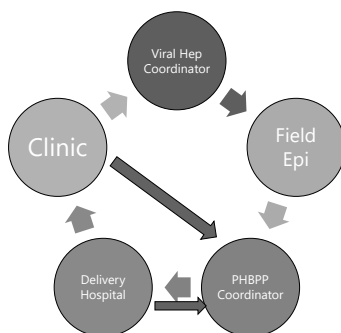 Viral Hep
Coordinator
Clinic
Field
Epi
Delivery
Hospital
PHBPP
Coordinator